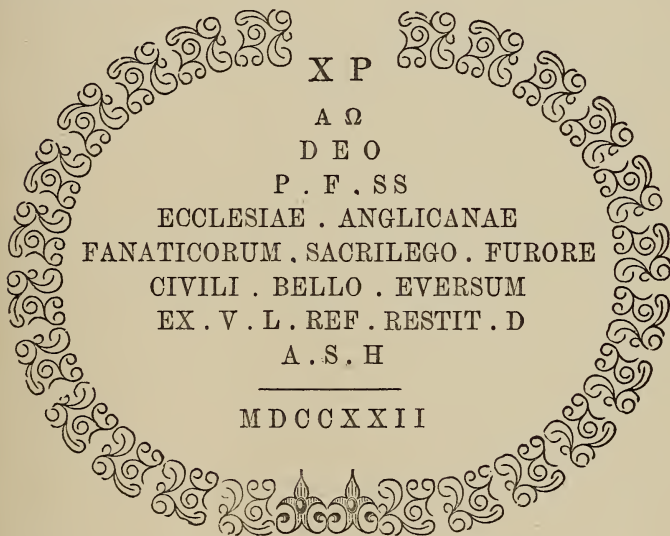 X P
Α Ω
D E O
P . F . SS
ECCLESIAE . ANGLICANAE
FANATICORUM . SACRILEGO . FURORE
CIVILI . BELLO . EVERSUM
EX . V . L . REF . RESTIT . D
A . S . H
MDCCXXII